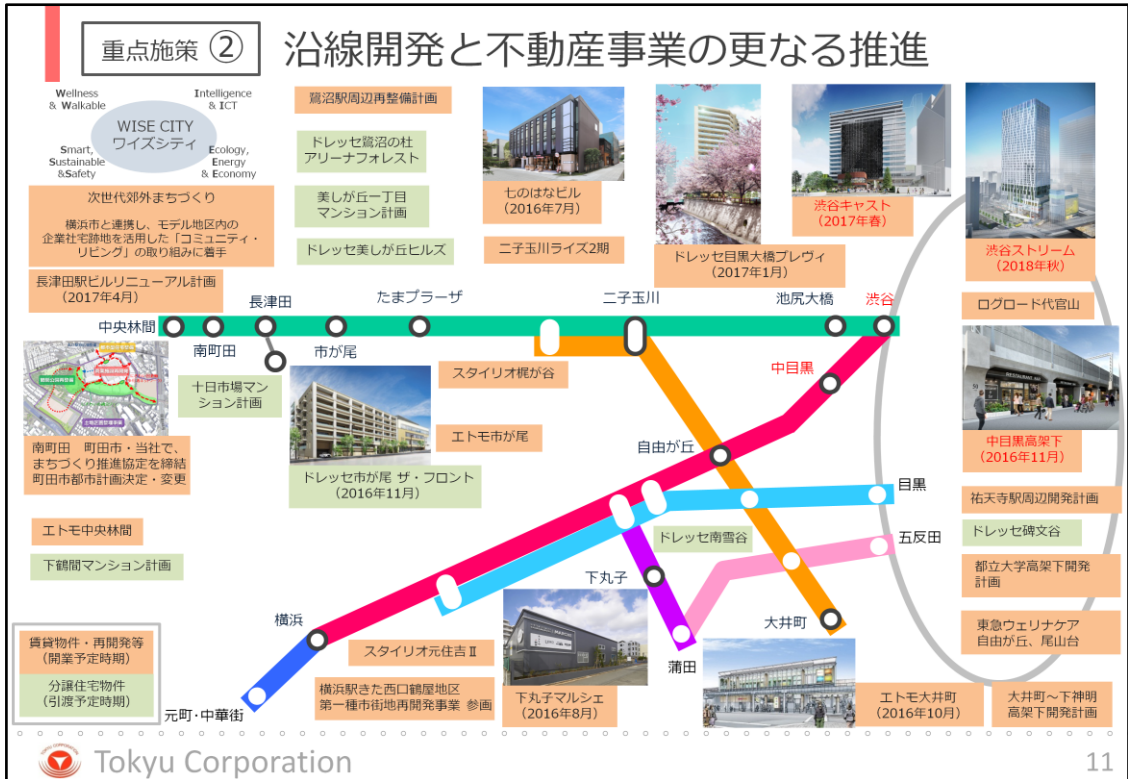 重点施策 ②
沿線開発と不動産事業の更なる推進
Wellness
& Walkable
Intelligence
& ICT
WISE CITY
ワイズシティ
Smart,
Sustainable
&Safety
Ecology,
Energy
& Economy
次世代郊外まちづくり
横浜市と連携し、モデル地区内の
企業社宅跡地を活用した「コミュニティ・
リビング」の取り組みに着手
長津田駅ビルリニューアル計画
(2017年4月)
鷺沼駅周辺再整備計画
ドレッセ鷺沼の杜
アリーナフォレスト
美しが丘一丁目
マンション計画
ドレッセ美しが丘ヒルズ
七のはなビル
(2016年7月)
二子玉川ライズ2期
ドレッセ目黒大橋プレヴィ
(2017年1月)
渋谷キャスト
(2017年春)
渋谷ストリーム
(2018年秋)
ログロード代官山
中央林間
南町田
長津田
市が尾
たまプラーザ
二子玉川
池尻大橋
渋谷
中目黒
自由が丘
目黒
五反田
下丸子
蒲田
大井町
横浜
元町・中華街
十日市場マン
ション計画
スタイリオ梶が谷
エトモ市が尾
ドレッセ市が尾 ザ・フロント
(2016年11月)
南町田 町田市・当社で、
まちづくり推進協定を締結
町田市都市計画決定・変更
エトモ中央林間
下鶴間マンション計画
RESTAURANT
中目黒高架下
(2016年11月)
祐天寺駅周辺開発計画
ドレッセ碑文谷
都立大学高架下開発
計画
東急ウェリナケア
自由が丘、尾山台
ドレッセ南雪谷
賃貸物件・再開発等
(開業予定時期)
分譲住宅物件
(引渡予定時期)
スタイリオ元住吉Ⅱ
横浜駅きた西口鶴屋地区
第一種市街地再開発事業 参画
下丸子マルシェ
(2016年8月)
エトモ大井町
(2016年10月)
大井町～下神明
高架下開発計画
Tokyu Corporation
11